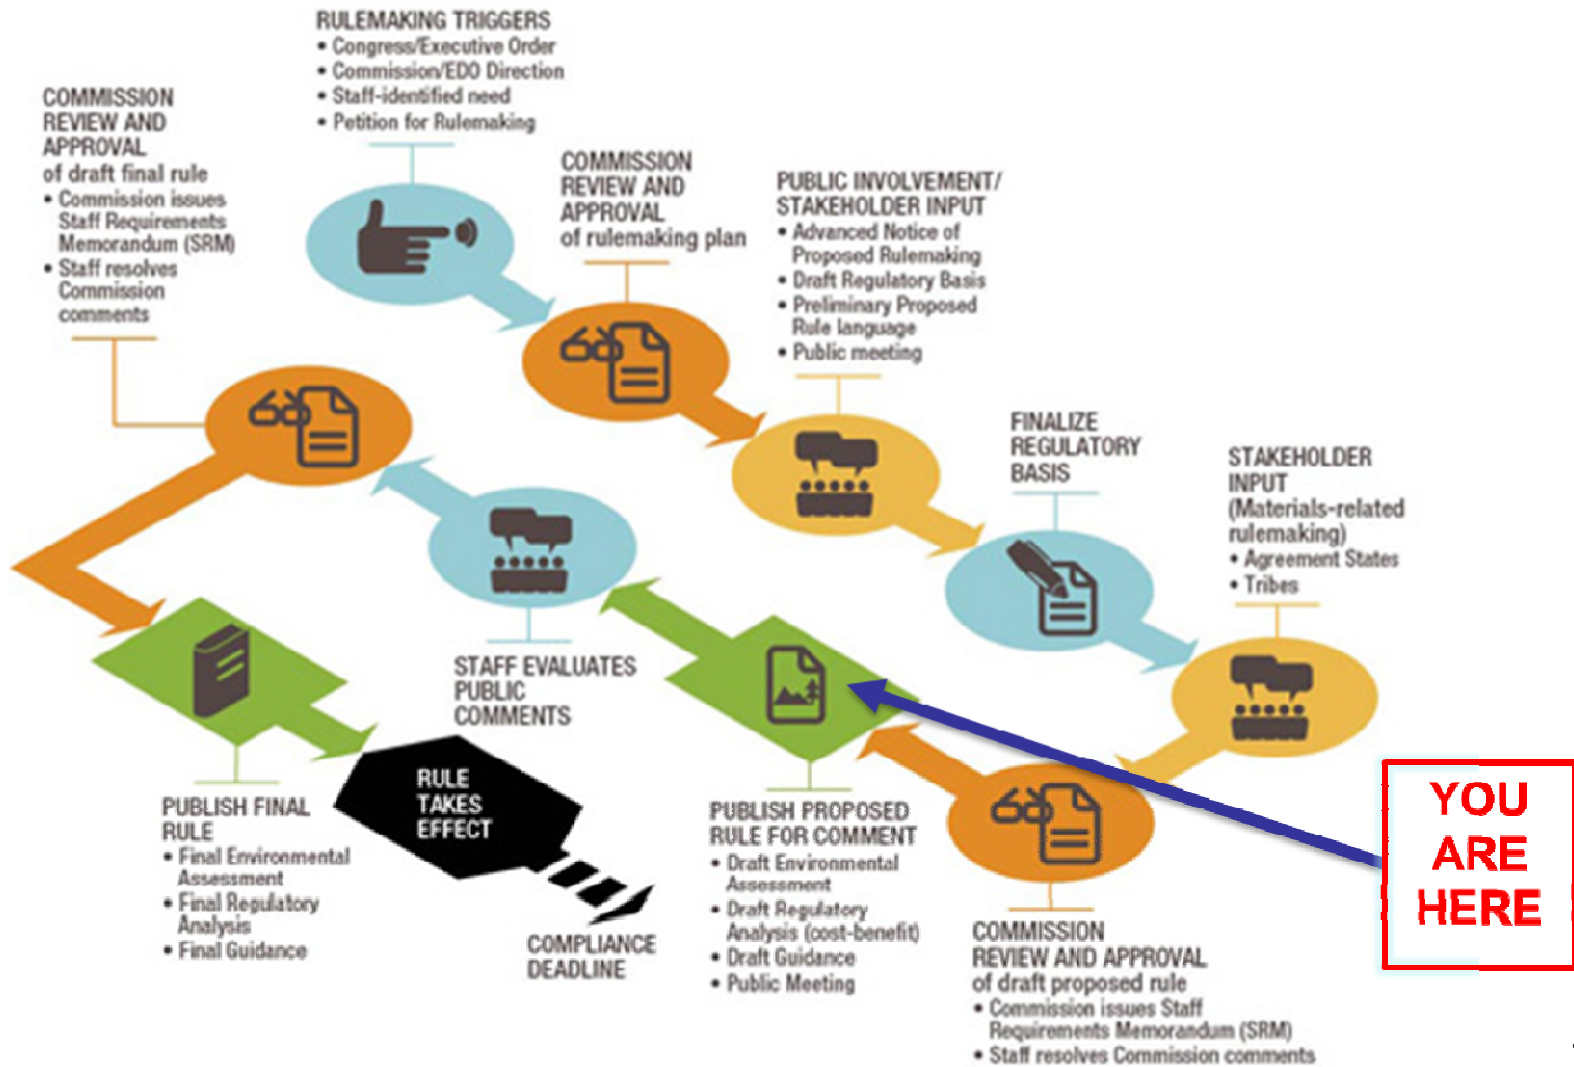 RULEMAKING TRIGGERS
• Congress/Executive Order
• Commission/EDO Direction
• Staff-identified need
• Petition for Rulemaking
COMMISSION
REVIEW AND
APPROVAL
of rulemaking plan
PUBLIC INVOLVEMENT/
STAKEHOLDER INPUT
• Advanced Notice of
Proposed Rulemaking
• Draft Regulatory Basis
• Preliminary Proposed
Rule language
• Public meeting
FINALIZE
REGULATORY
BASIS
STAKEHOLDER
INPUT
(Materials-related
rulemaking)
• Agreement States
• Tribes
COMMISSION
REVIEW AND APPROVAL
of draft proposed rule
• Commission issues Staff
Requirements Memorandum (SRM)
• Staff resolves Commission comments
YOU
ARE
HERE
PUBLISH PROPOSED
RULE FOR COMMENT
• Draft Environmental
Assessment
• Draft Regulatory
Analysis (cost-benefit)
• Draft Guidance
• Public Meeting
STAFF EVALUATES
PUBLIC
COMMENTS
COMMISSION
REVIEW AND
APPROVAL
of draft final rule
• Commission issues
Staff Requirements
Memorandum (SRM)
• Staff resolves
Commission
comments
PUBLISH FINAL
RULE
• Final Environmental
Assessment
• Final Regulatory
Analysis
• Final Guidance
RULE
TAKES
EFFECT
COMPLIANCE
DEADLINE